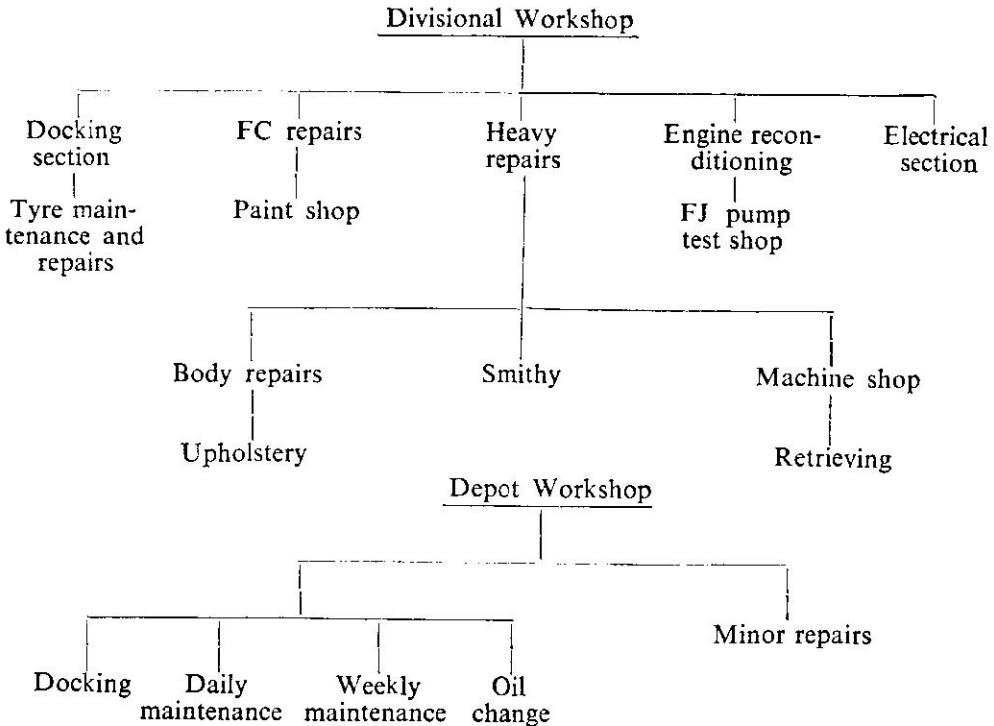 Divisional Workshop
Docking section
FC repairs
Heavy repairs
Engine recon-
ditioning
Electrical section
Tyre main-
tenance and
repairs
Paint shop
FJ pump
test shop
Body repairs
Smithy
Machine shop
Upholstery
Retrieving
Depot Workshop
Minor repairs
Docking
Daily
maintenance
Weekly
maintenance
Oil
change